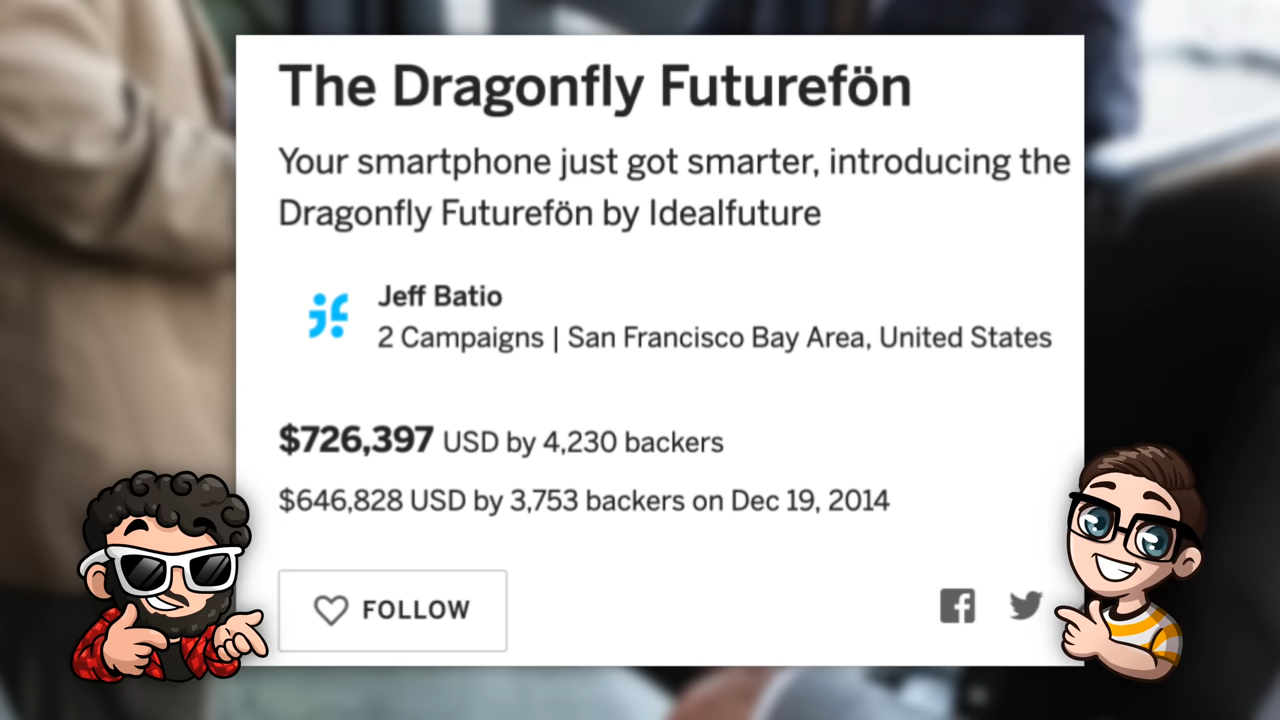 The Dragonfly Futurefön
Your smartphone just got smarter, introducing the
Dragonfly Futurefön by Idealfuture
Jeff Batio
2 Campaigns | San Francisco Bay Area, United States
$726,397 USD by 4,230 backers
$646,828 USD by 3,753 backers on Dec 19, 2014
FOLLOW